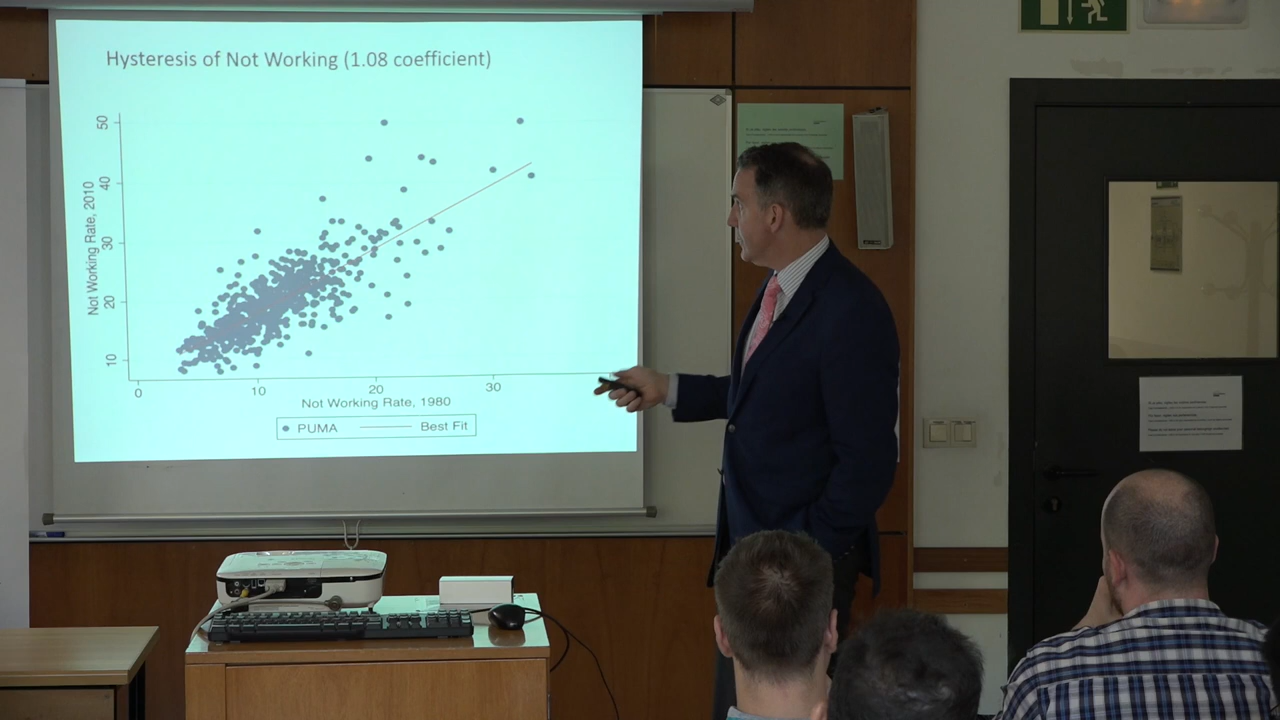 Hysteresis of Not Working (1.08 coefficient)
Not Working Rate, 2010
50
40
30
20
10
0
10
20
30
Not Working Rate, 1980
PUMA
Best Fit